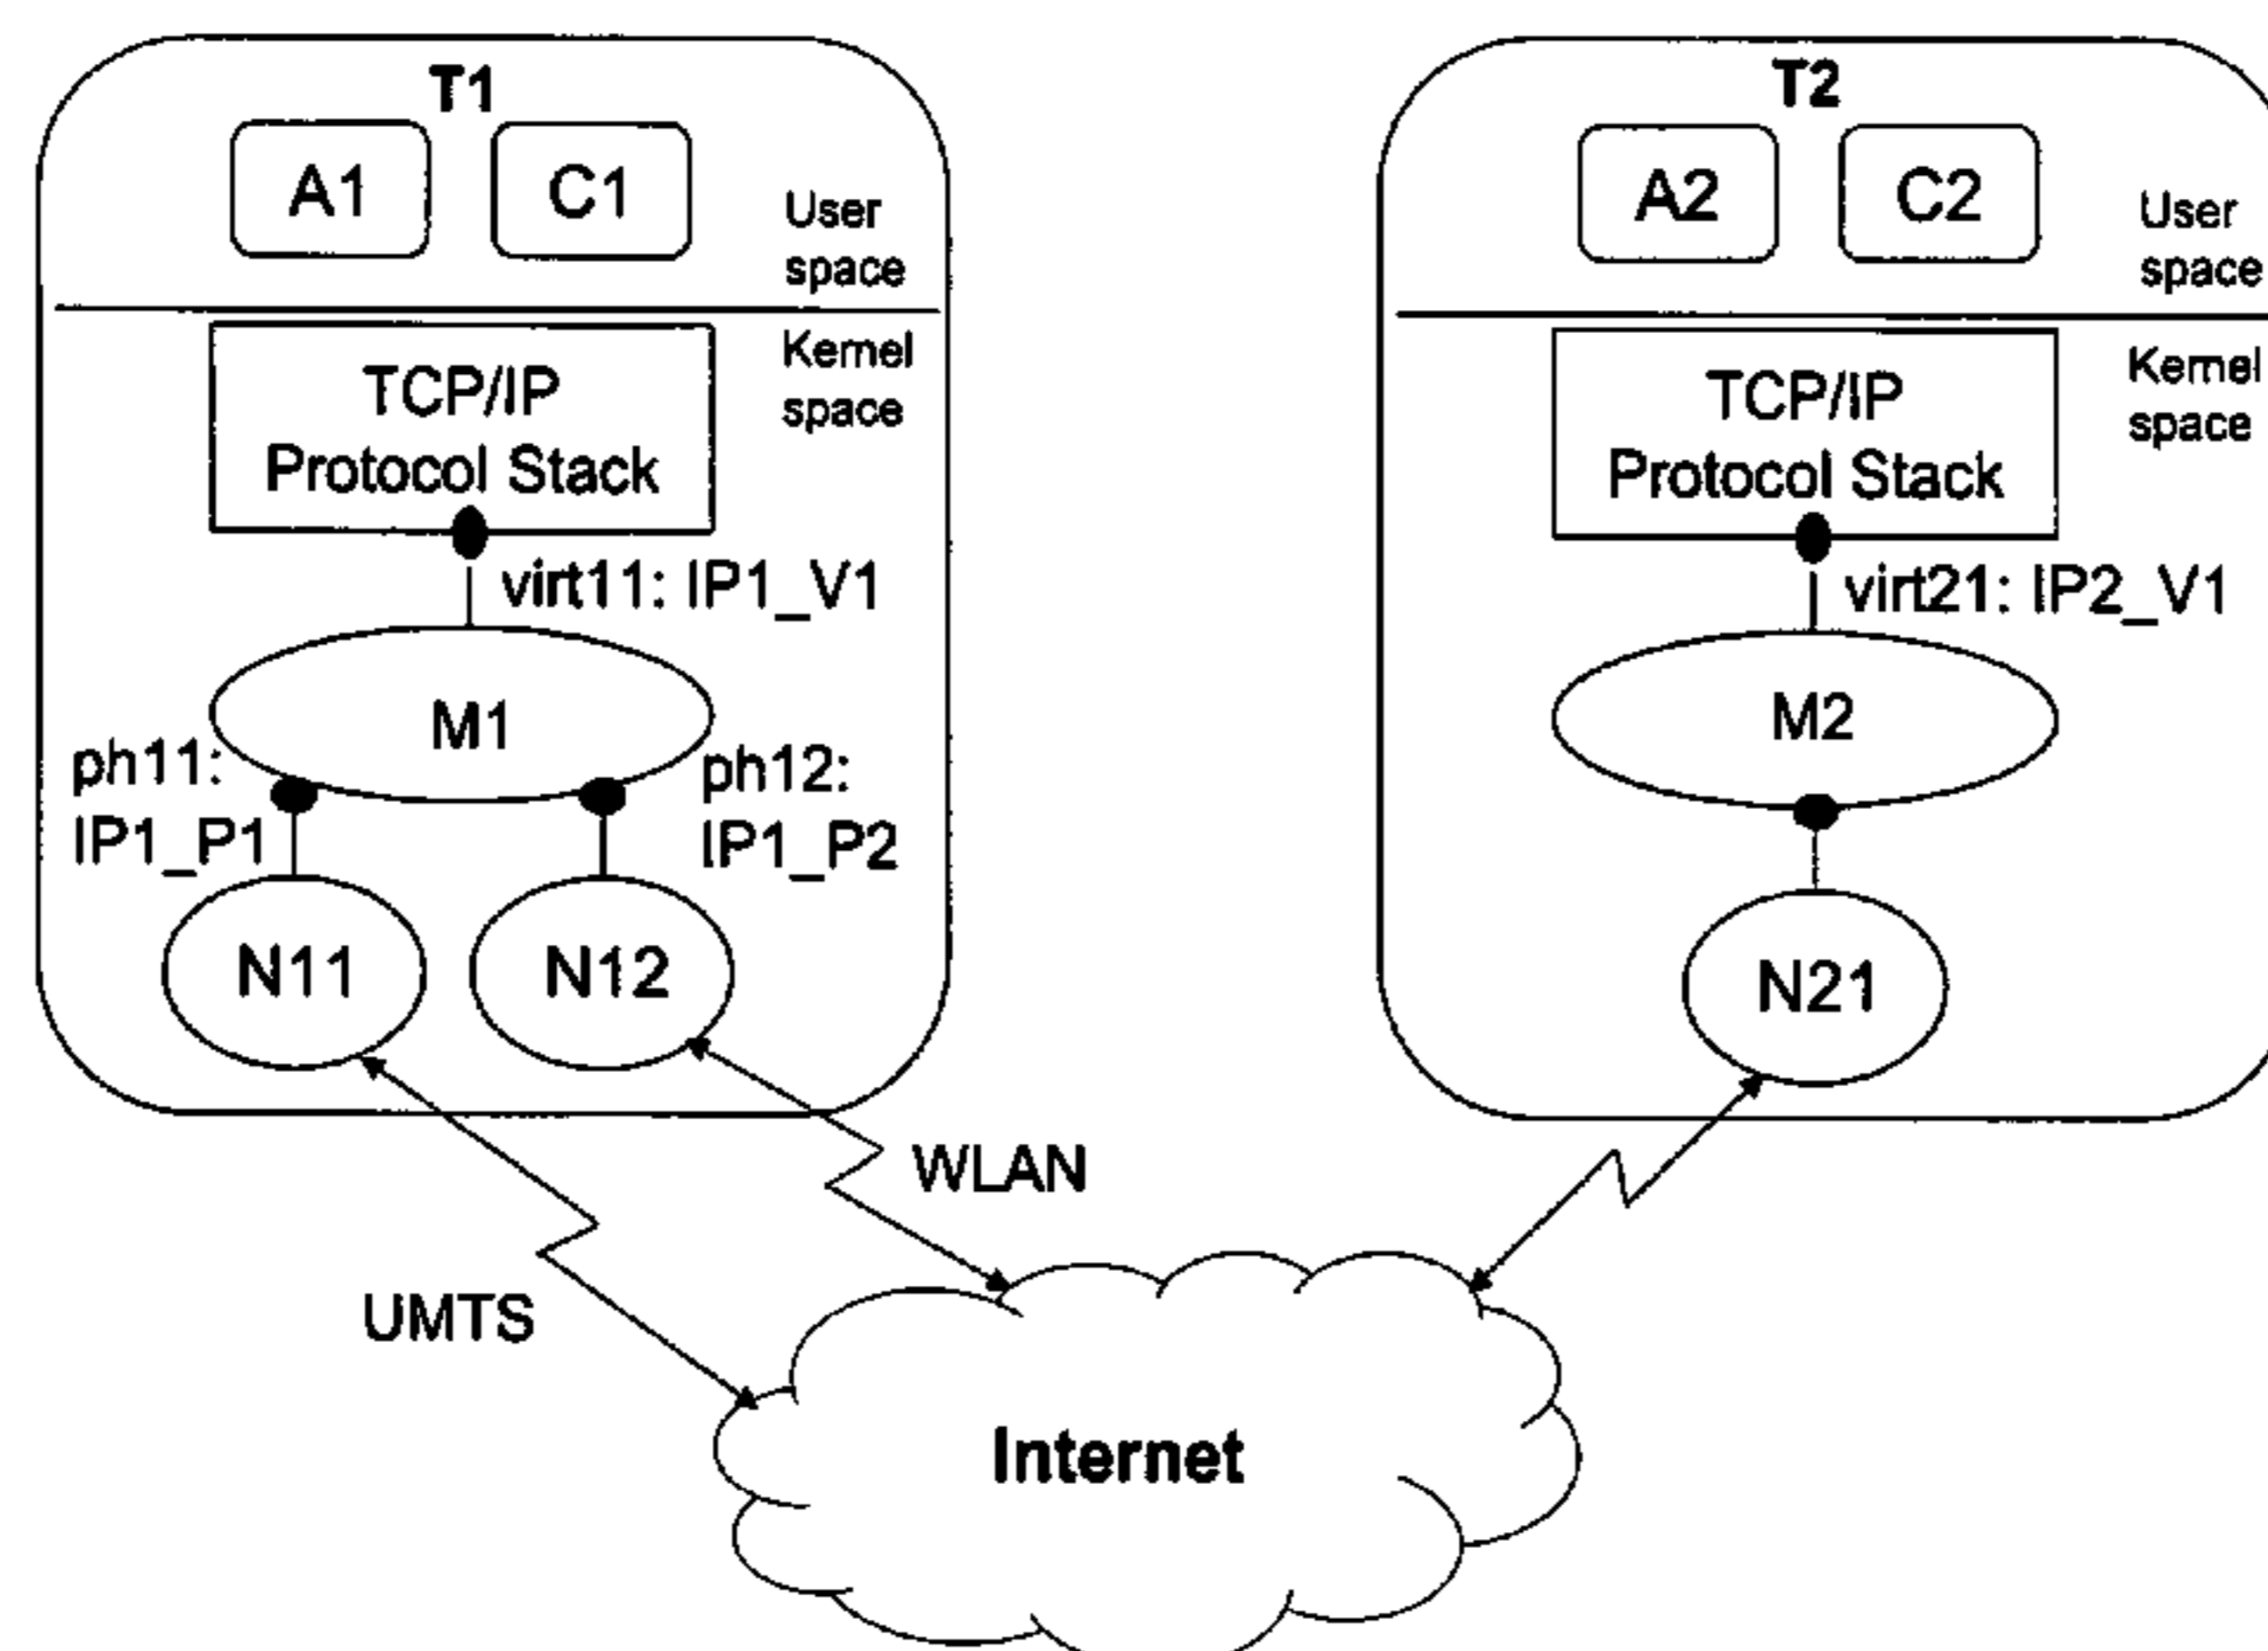 T1
A1
C1
User
space
Kernel
space
TCP/IP
Protocol Stack
virt11: IP1_V1
M1
ph11:
IP1_P1
ph12:
IP1_P2
N11
N12
T2
A2
C2
User
space
Kernel
space
TCP/IP
Protocol Stack
virt21: IP2_V1
M2
N21
WLAN
UMTS
Internet